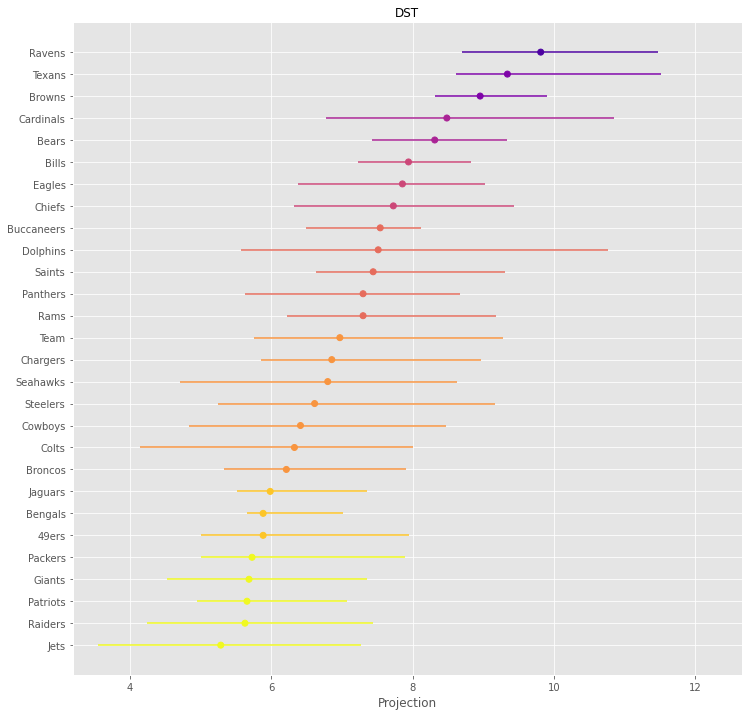 DST
Ravens
Texans
Browns
Cardinals
Bears
Bills
Eagles
Chiefs
Buccaneers
Dolphins
Saints
Panthers
Rams
Team
Chargers
Seahawks
Steelers
Cowboys
Colts
Broncos
Jaguars
Bengals
49ers
Packers
Giants
Patriots
Raiders
Jets
4 6 8 10 12
Projection